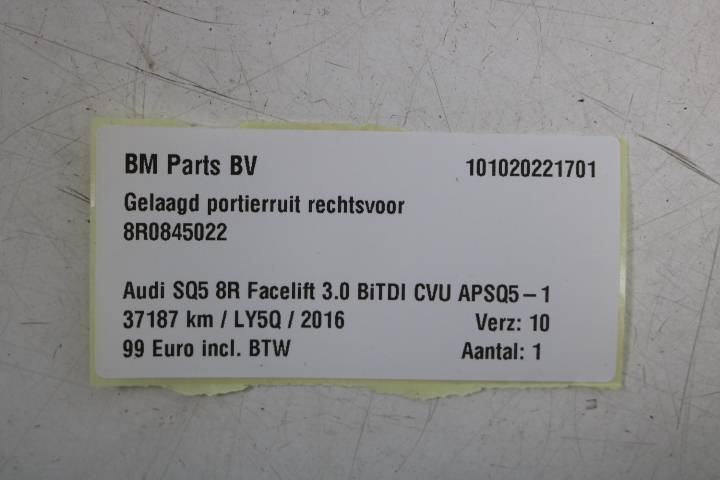 BM Parts BV 101020221701
Gelaagd portierruit rechtsvoor
8R0845022
Audi SQ5 8R Facelift 3.0 BiTDI CVU APSQ5-1
37187 km / LY5Q / 2016 Verz: 10
99 Euro incl. BTW Aantal: 1